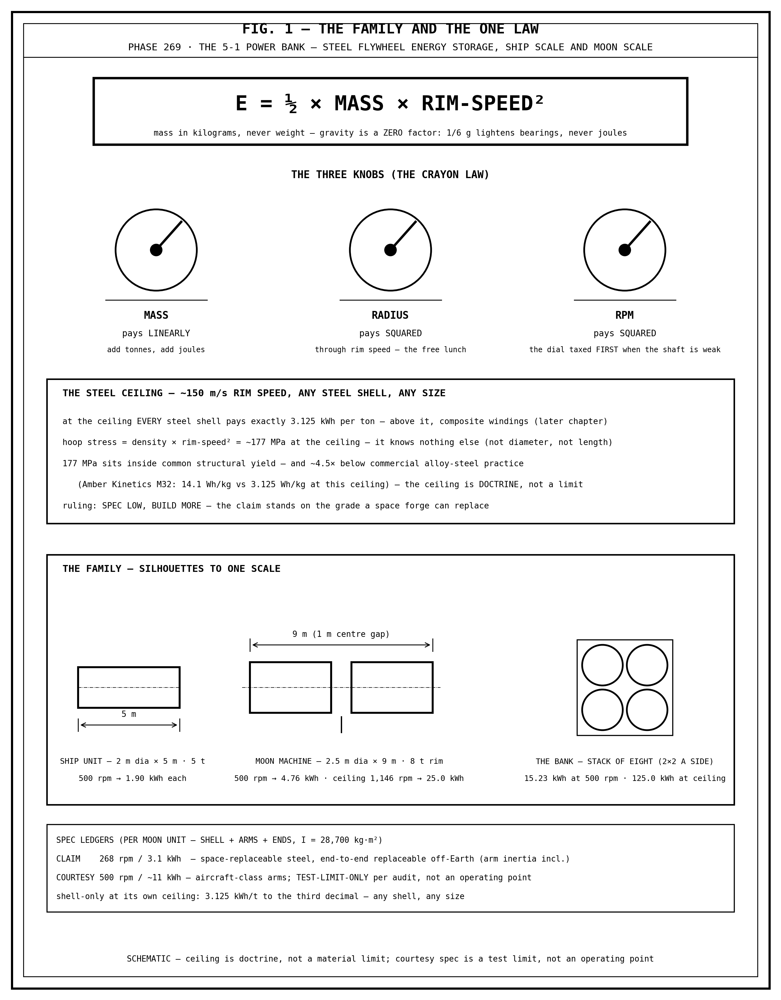 FIG. 1 — THE FAMILY AND THE ONE LAW
PHASE 269 · THE 5-1 POWER BANK — STEEL FLYWHEEL ENERGY STORAGE, SHIP SCALE AND MOON SCALE
E = ½ × MASS × RIM-SPEED²
mass in kilograms, never weight — gravity is a ZERO factor: 1/6 g lightens bearings, never joules
THE THREE KNOBS (THE CRAYON LAW)
MASS
pays LINEARLY
add tonnes, add joules
RADIUS
pays SQUARED
through rim speed — the free lunch
RPM
pays SQUARED
the dial taxed FIRST when the shaft is weak
THE STEEL CEILING — ~150 m/s RIM SPEED, ANY STEEL SHELL, ANY SIZE
at the ceiling EVERY steel shell pays exactly 3.125 kWh per ton — above it, composite windings (later chapter)
hoop stress = density × rim-speed² = ~177 MPa at the ceiling — it knows nothing else (not diameter, not length)
177 MPa sits inside common structural yield — and ~4.5× below commercial alloy-steel practice
(Amber Kinetics M32: 14.1 Wh/kg vs 3.125 Wh/kg at this ceiling) — the ceiling is DOCTRINE, not a limit
ruling: SPEC LOW, BUILD MORE — the claim stands on the grade a space forge can replace
THE FAMILY — SILHOUETTES TO ONE SCALE
9 m (1 m centre gap)
5 m
SHIP UNIT — 2 m dia × 5 m · 5 t
500 rpm → 1.90 kWh each
MOON MACHINE — 2.5 m dia × 9 m · 8 t rim
500 rpm → 4.76 kWh · ceiling 1,146 rpm → 25.0 kWh
THE BANK — STACK OF EIGHT (2×2 A SIDE)
15.23 kWh at 500 rpm · 125.0 kWh at ceiling
SPEC LEDGERS (PER MOON UNIT — SHELL + ARMS + ENDS, I = 28,700 kg·m²)
CLAIM    268 rpm / 3.1 kWh  — space-replaceable steel, end-to-end replaceable off-Earth (arm inertia incl.)
COURTESY 500 rpm / ~11 kWh — aircraft-class arms; TEST-LIMIT-ONLY per audit, not an operating point
shell-only at its own ceiling: 3.125 kWh/t to the third decimal — any shell, any size
SCHEMATIC — ceiling is doctrine, not a material limit; courtesy spec is a test limit, not an operating point